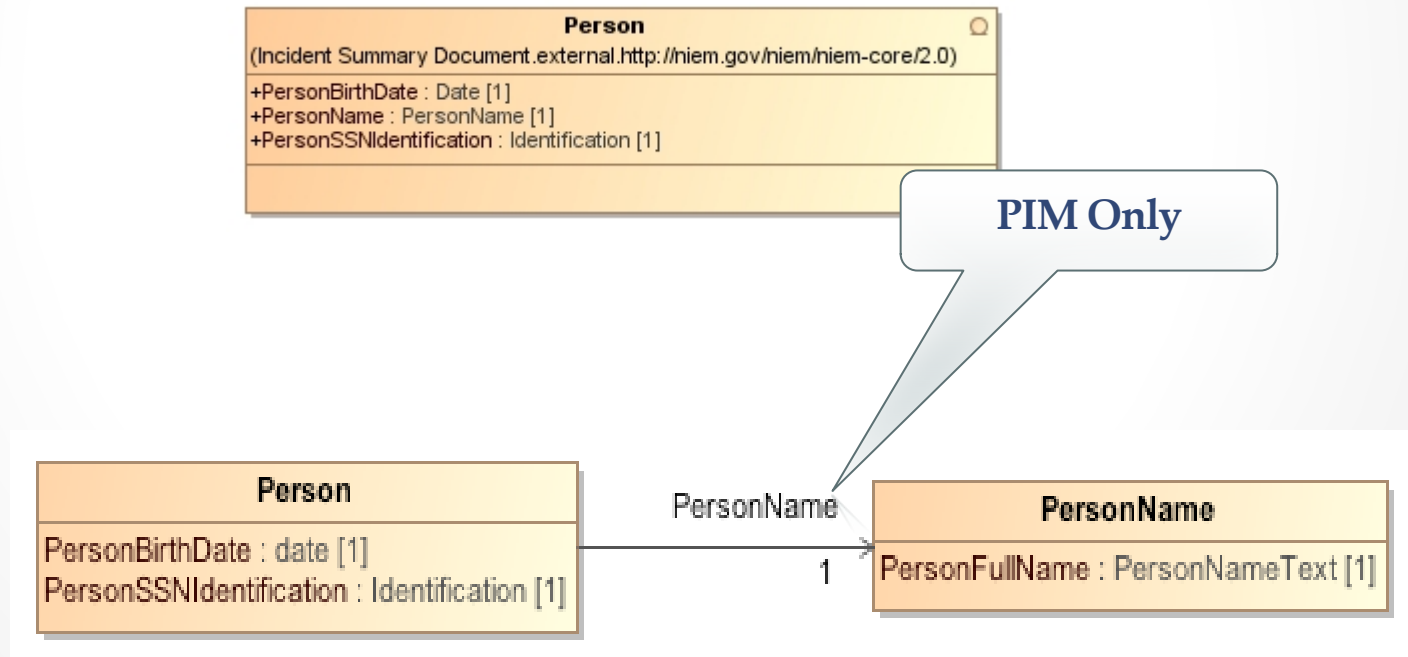 Person
(Incident Summary Document.external.http://niem.gov/niem/niem-core/2.0)
+PersonBirthDate : Date [1]
+PersonName : PersonName [1]
+PersonSSNIdentification : Identification [1]
PIM Only
Person
PersonBirthDate : date [1]
PersonSSNIdentification : Identification [1]
PersonName
1
PersonName
PersonFullName : PersonNameText [1]